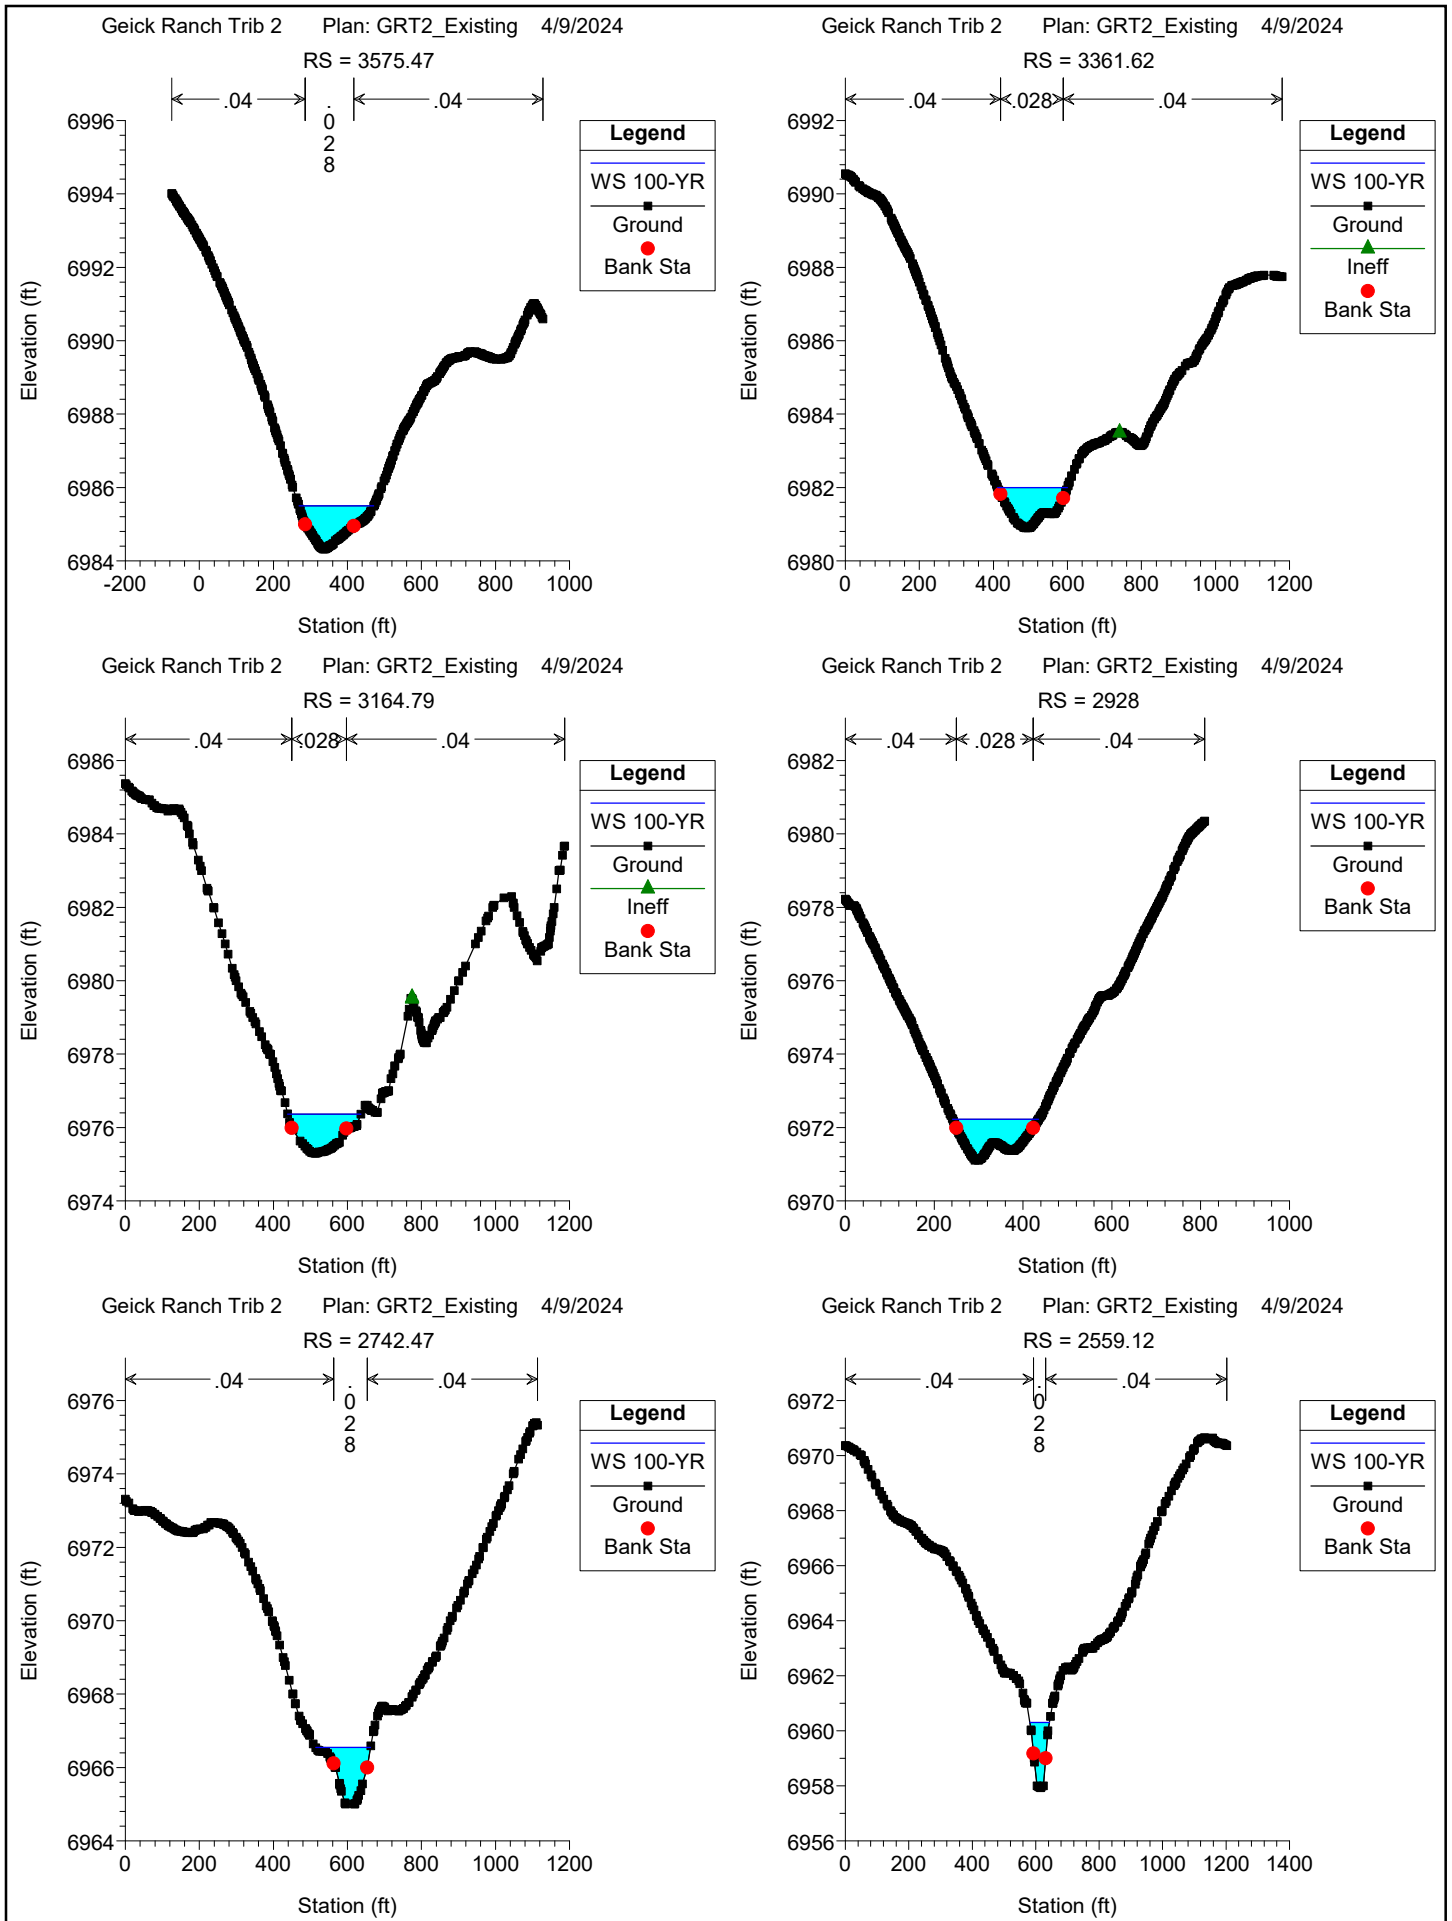 Geick Ranch Trib 2 Plan: GRT2_Existing 4/9/2024
RS = 3575.47
.04 .028 .04
6996
6994
6992
6990
6988
6986
6984
-200 0 200 400 600 800 1000
Station (ft)
Elevation (ft)
Legend
WS 100-YR
Ground
Bank Sta
Geick Ranch Trib 2 Plan: GRT2_Existing 4/9/2024
RS = 3361.62
.04 .028 .04
6992
6990
6988
6986
6984
6982
6980
0 200 400 600 800 1000 1200
Station (ft)
Elevation (ft)
Legend
WS 100-YR
Ground
Ineff
Bank Sta
Geick Ranch Trib 2 Plan: GRT2_Existing 4/9/2024
RS = 3164.79
.04 .028 .04
6986
6984
6982
6980
6978
6976
6974
0 200 400 600 800 1000 1200
Station (ft)
Elevation (ft)
Legend
WS 100-YR
Ground
Ineff
Bank Sta
Geick Ranch Trib 2 Plan: GRT2_Existing 4/9/2024
RS = 2928
.04 .028 .04
6982
6980
6978
6976
6974
6972
6970
0 200 400 600 800 1000
Station (ft)
Elevation (ft)
Legend
WS 100-YR
Ground
Bank Sta
Geick Ranch Trib 2 Plan: GRT2_Existing 4/9/2024
RS = 2742.47
.04 .028 .04
6976
6974
6972
6970
6968
6966
6964
0 200 400 600 800 1000 1200
Station (ft)
Elevation (ft)
Legend
WS 100-YR
Ground
Bank Sta
Geick Ranch Trib 2 Plan: GRT2_Existing 4/9/2024
RS = 2559.12
.04 .028 .04
6972
6970
6968
6966
6964
6962
6960
6958
6956
0 200 400 600 800 1000 1200 1400
Station (ft)
Elevation (ft)
Legend
WS 100-YR
Ground
Bank Sta